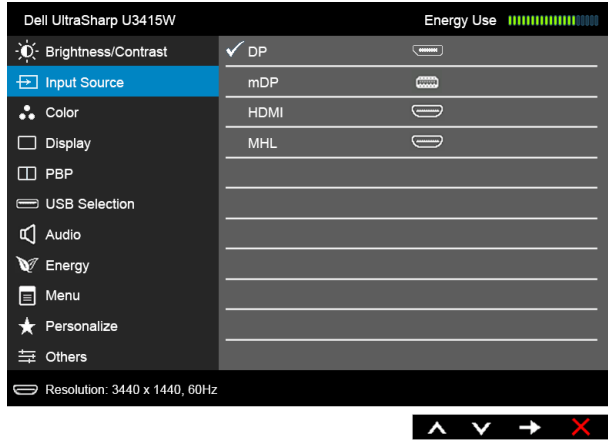 Dell UltraSharp U3415W Energy Use
Brightness/Contrast DP
Input Source mDP
Color HDMI
Display MHL
PBP
USB Selection
Audio
Energy
Menu
Personalize
Others
Resolution: 3440 x 1440, 60Hz